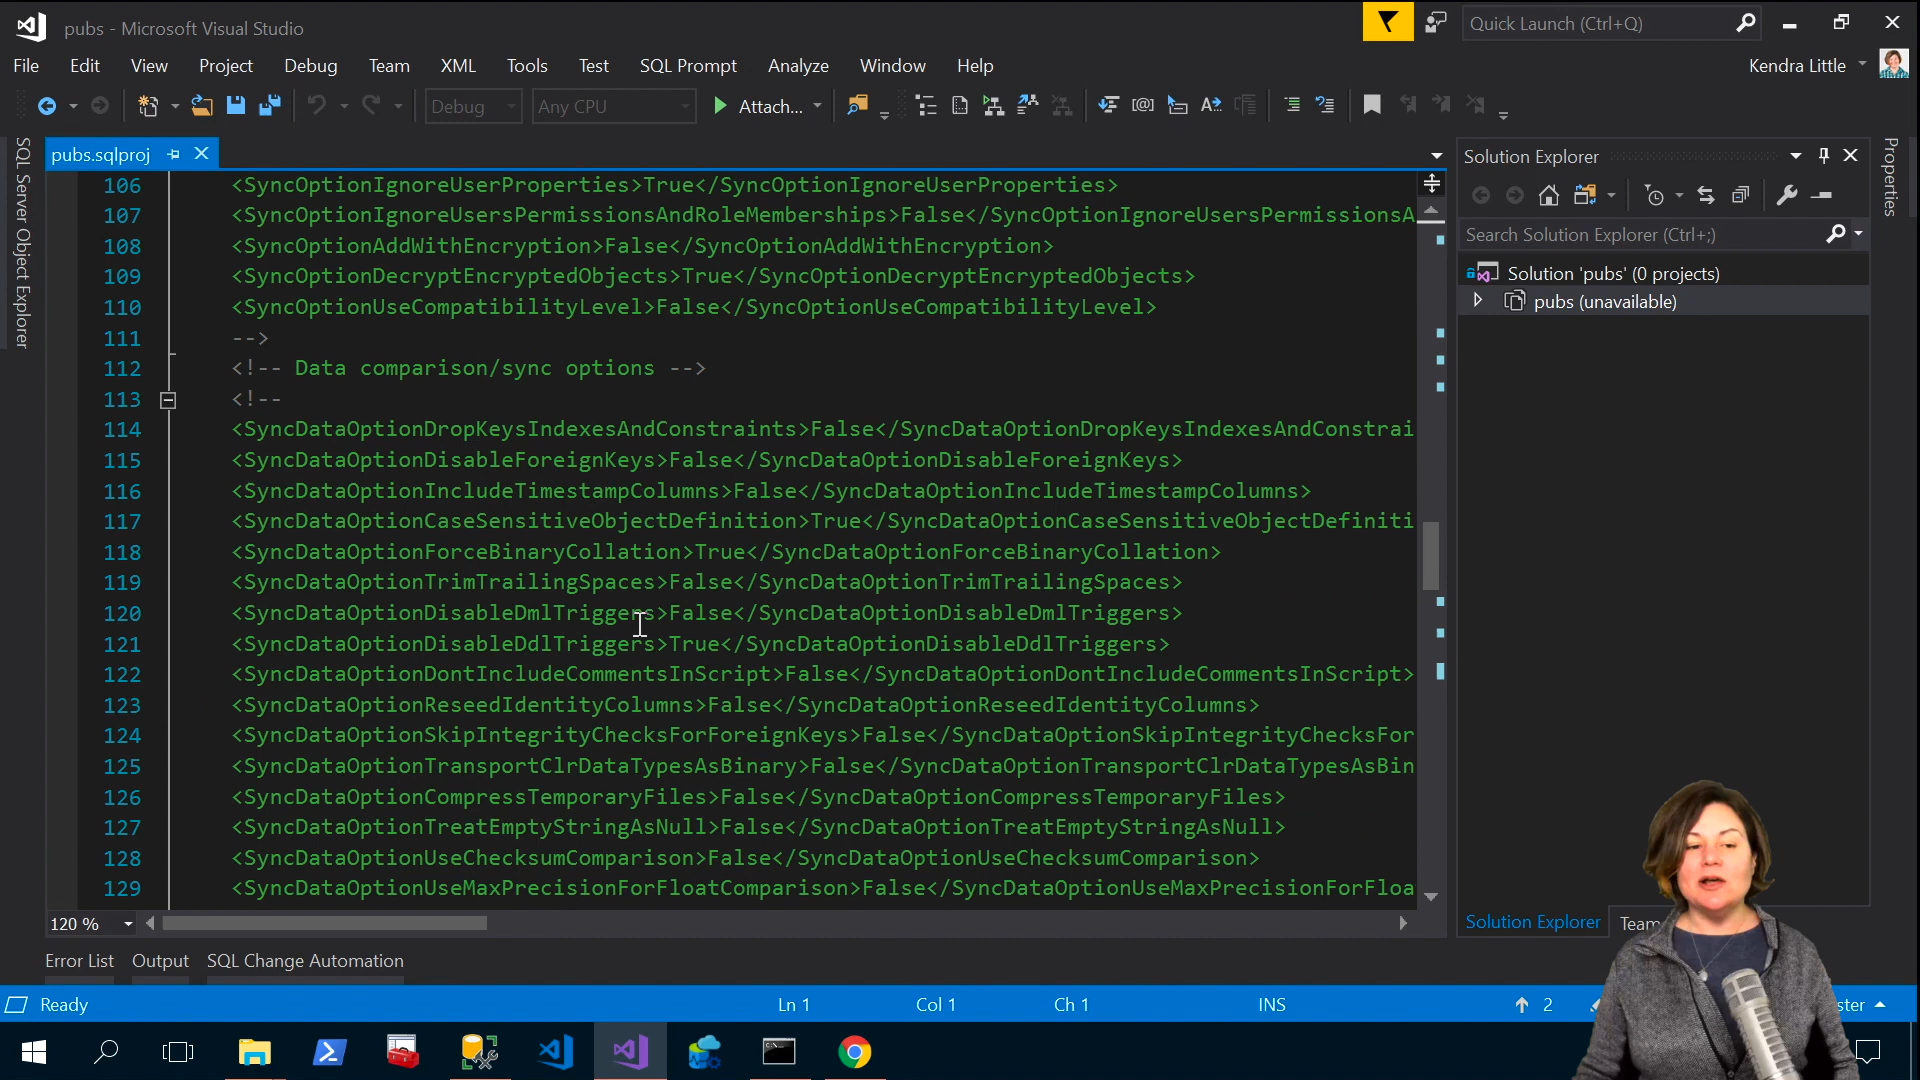 pubs - Microsoft Visual Studio
Quick Launch (Ctrl+Q)
File Edit View Project Debug Team XML Tools Test SQL Prompt Analyze Window Help
Kendra Little
Debug Any CPU Attach...
SQL Server Object Explorer
pubs.sqlproj
106 <SyncOptionIgnoreUserProperties>True</SyncOptionIgnoreUserProperties>
107 <SyncOptionIgnoreUsersPermissionsAndRoleMemberships>False</SyncOptionIgnoreUsersPermissionsA
108 <SyncOptionAddWithEncryption>False</SyncOptionAddWithEncryption>
109 <SyncOptionDecryptEncryptedObjects>True</SyncOptionDecryptEncryptedObjects>
110 <SyncOptionUseCompatibilityLevel>False</SyncOptionUseCompatibilityLevel>
111 -->
112 <!-- Data comparison/sync options -->
113 <!--
114 <SyncDataOptionDropKeysIndexesAndConstraints>False</SyncDataOptionDropKeysIndexesAndConstrai
115 <SyncDataOptionDisableForeignKeys>False</SyncDataOptionDisableForeignKeys>
116 <SyncDataOptionIncludeTimestampColumns>False</SyncDataOptionIncludeTimestampColumns>
117 <SyncDataOptionCaseSensitiveObjectDefinition>True</SyncDataOptionCaseSensitiveObjectDefiniti
118 <SyncDataOptionForceBinaryCollation>True</SyncDataOptionForceBinaryCollation>
119 <SyncDataOptionTrimTrailingSpaces>False</SyncDataOptionTrimTrailingSpaces>
120 <SyncDataOptionDisableDmlTriggers>False</SyncDataOptionDisableDmlTriggers>
121 <SyncDataOptionDisableDdlTriggers>True</SyncDataOptionDisableDdlTriggers>
122 <SyncDataOptionDontIncludeCommentsInScript>False</SyncDataOptionDontIncludeCommentsInScript>
123 <SyncDataOptionReseedIdentityColumns>False</SyncDataOptionReseedIdentityColumns>
124 <SyncDataOptionSkipIntegrityChecksForForeignKeys>False</SyncDataOptionSkipIntegrityChecksFor
125 <SyncDataOptionTransportClrDataTypesAsBinary>False</SyncDataOptionTransportClrDataTypesAsBin
126 <SyncDataOptionCompressTemporaryFiles>False</SyncDataOptionCompressTemporaryFiles>
127 <SyncDataOptionTreatEmptyStringAsNull>False</SyncDataOptionTreatEmptyStringAsNull>
128 <SyncDataOptionUseChecksumComparison>False</SyncDataOptionUseChecksumComparison>
129 <SyncDataOptionUseMaxPrecisionForFloatComparison>False</SyncDataOptionUseMaxPrecisionForFloa
120 %
Solution Explorer
Search Solution Explorer (Ctrl+;)
Solution 'pubs' (0 projects)
pubs (unavailable)
Properties
Solution Explorer Team
Error List Output SQL Change Automation
Ready Ln 1 Col 1 Ch 1 INS 2 ster